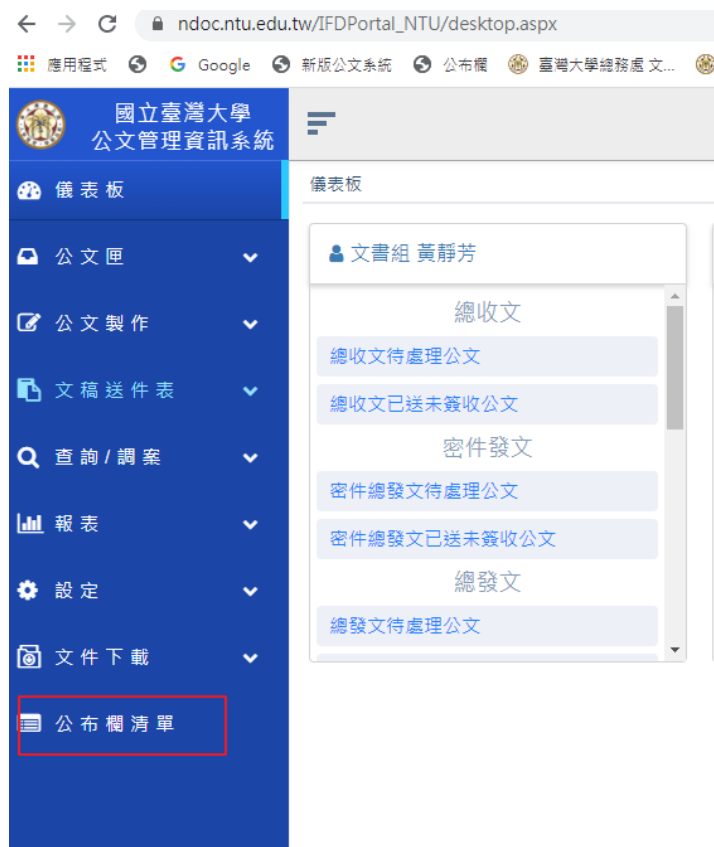 ndoc.ntu.edu.tw/IFDPortal_NTU/desktop.aspx
應用程式 Google 新版公文系統 公布欄 臺灣大學總務處 文...
國立臺灣大學
公文管理資訊系統
儀表板
公文匣
公文製作
文稿送件表
查詢/調案
報表
設定
文件下載
公布欄清單
儀表板
文書組 黃靜芳
總收文
總收文待處理公文
總收文已送未簽收公文
密件發文
密件總發文待處理公文
密件總發文已送未簽收公文
總發文
總發文待處理公文